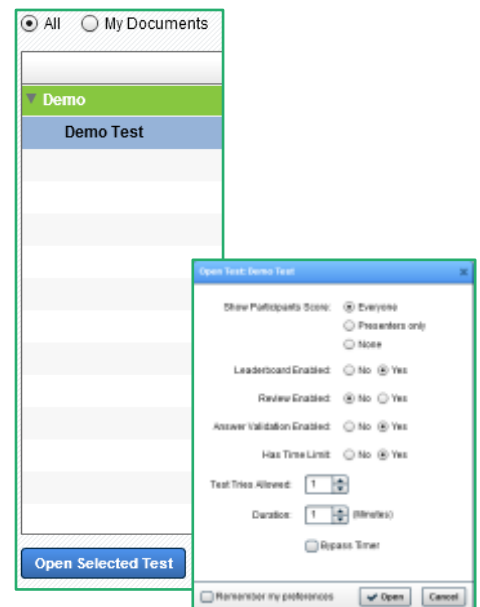 All My Documents
Demo
Demo Test
Open Selected Test
Open Test: Demo Test
Show Participants Score: Everyone
Presenters only
None
Leaderboard Enabled: No Yes
Review Enabled: No Yes
Answer Validation Enabled: No Yes
Has Time Limit: No Yes
Test Tries Allowed: 1
Duration: 1 (Minutes)
Bypass Timer
Remember my preferences Open Cancel